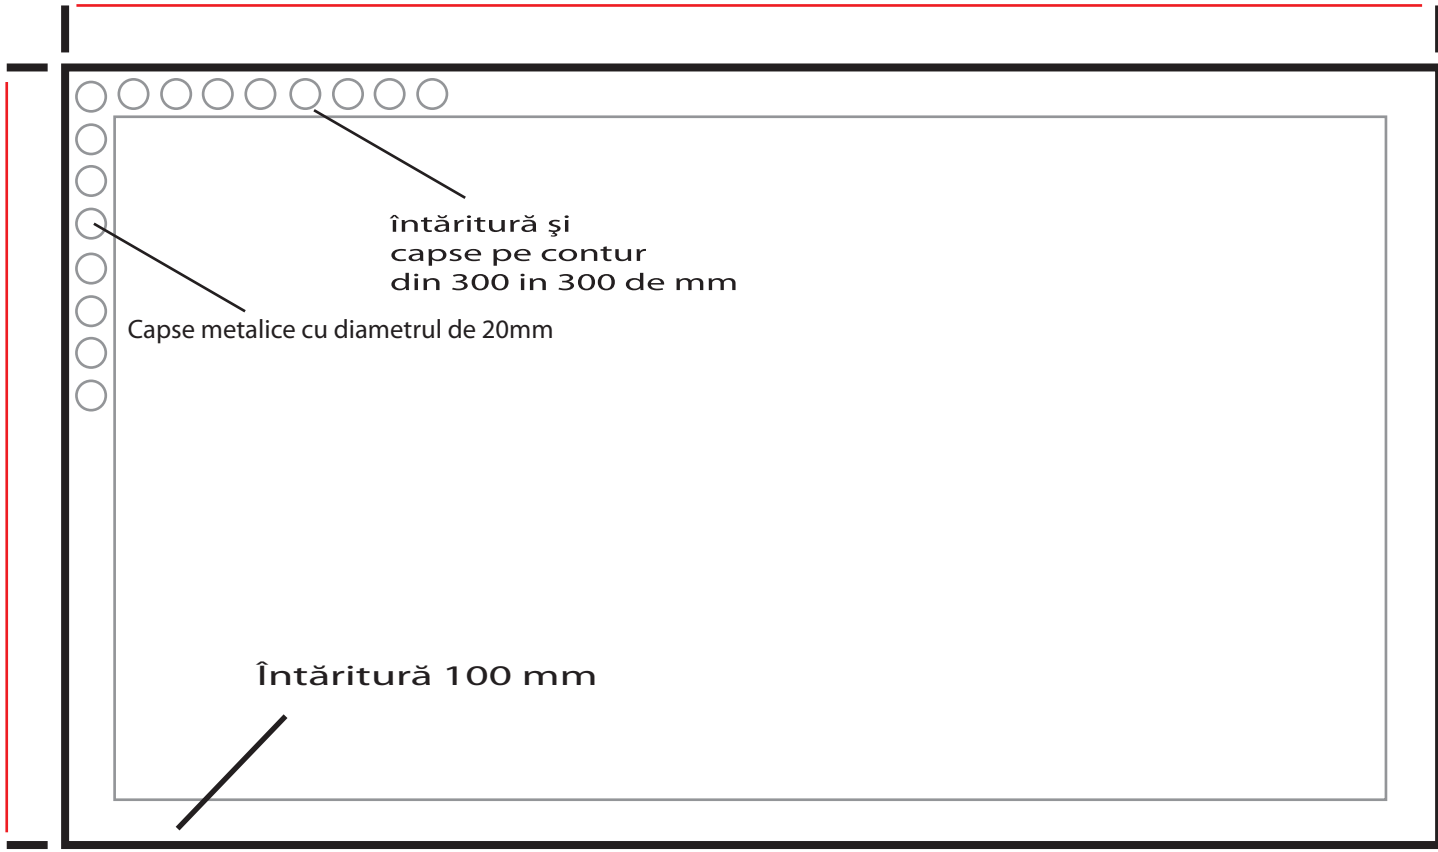 întăritură şi
capse pe contur
din 300 in 300 de mm
Capse metalice cu diametrul de 20mm
Întăritură 100 mm